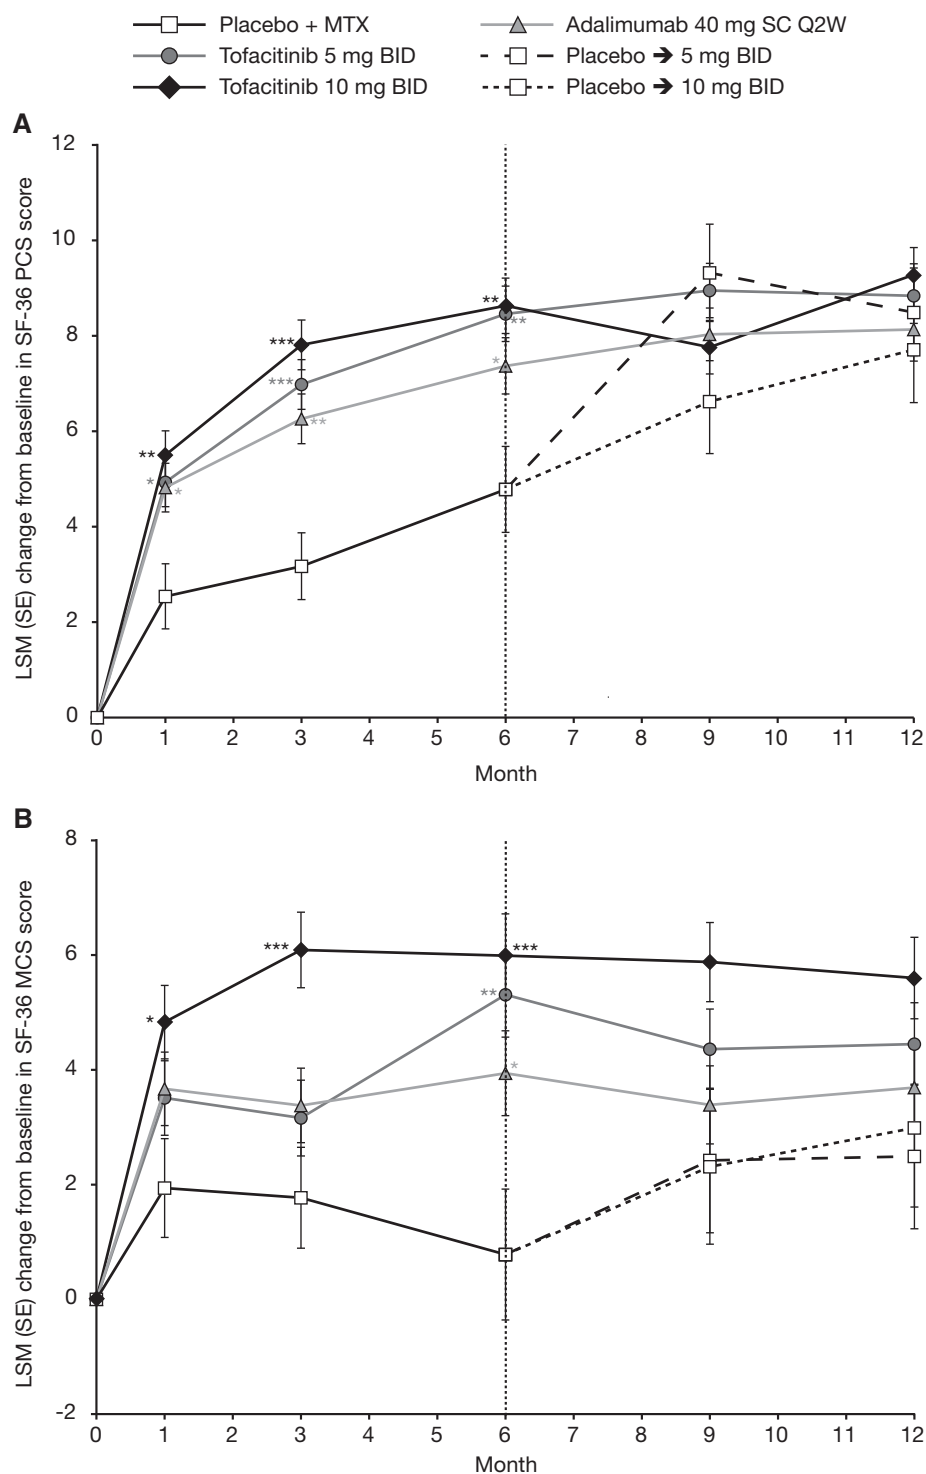 Placebo + MTX
Adalimumab 40 mg SC Q2W
Tofacitinib 5 mg BID
Placebo ➔ 5 mg BID
Tofacitinib 10 mg BID
Placebo ➔ 10 mg BID
A
LSM (SE) change from baseline in SF-36 PCS score
12
10
8
6
4
2
0
**
*
*
***
***
**
**
**
*
0 1 2 3 4 5 6 7 8 9 10 11 12
Month
B
LSM (SE) change from baseline in SF-36 MCS score
8
6
4
2
0
-2
*
***
***
**
*
0 1 2 3 4 5 6 7 8 9 10 11 12
Month